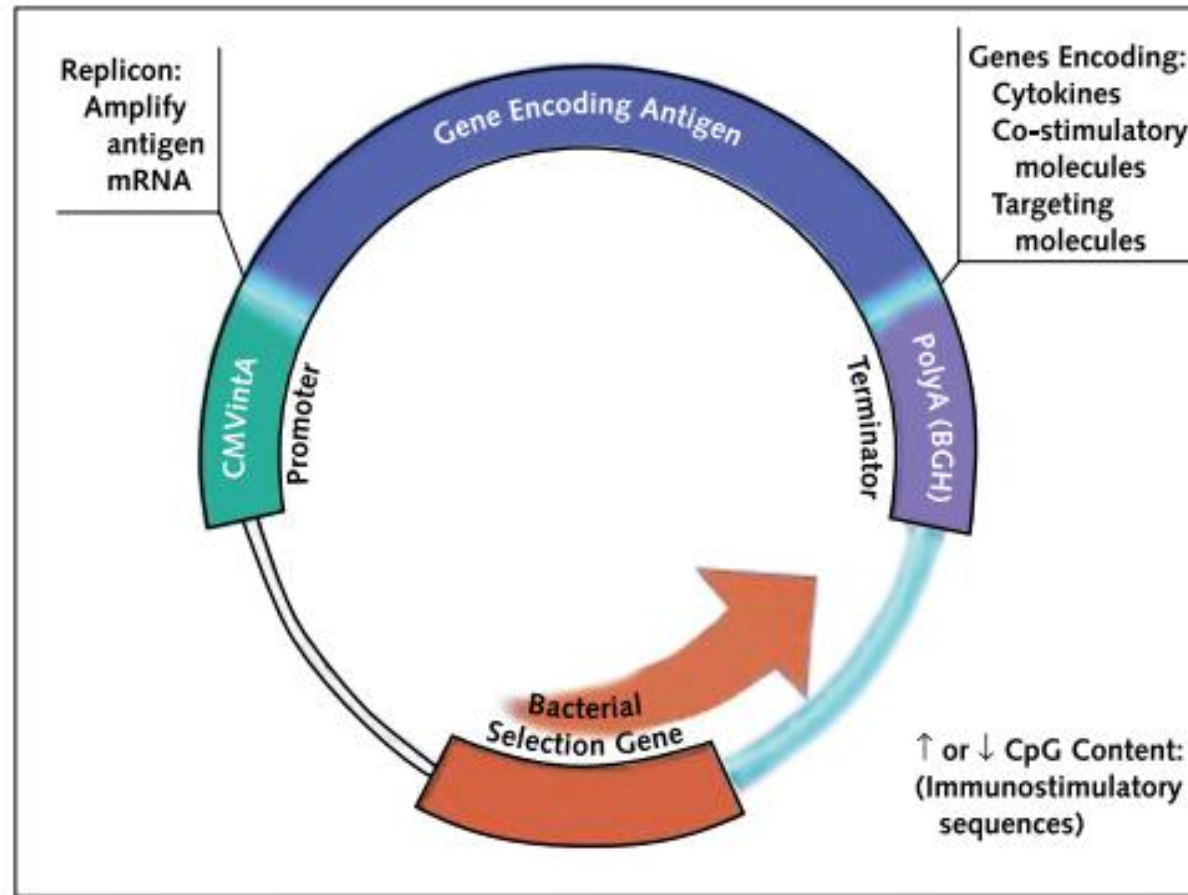 Replicon:
Amplify
antigen
mRNA
Genes Encoding:
Cytokines
Co-stimulatory
molecules
Targeting
molecules
Gene Encoding Antigen
CMVintA
Promoter
Terminator
PolyA (BGH)
Bacterial
Selection Gene
↑ or ↓ CpG Content:
(Immunostimulatory
sequences)